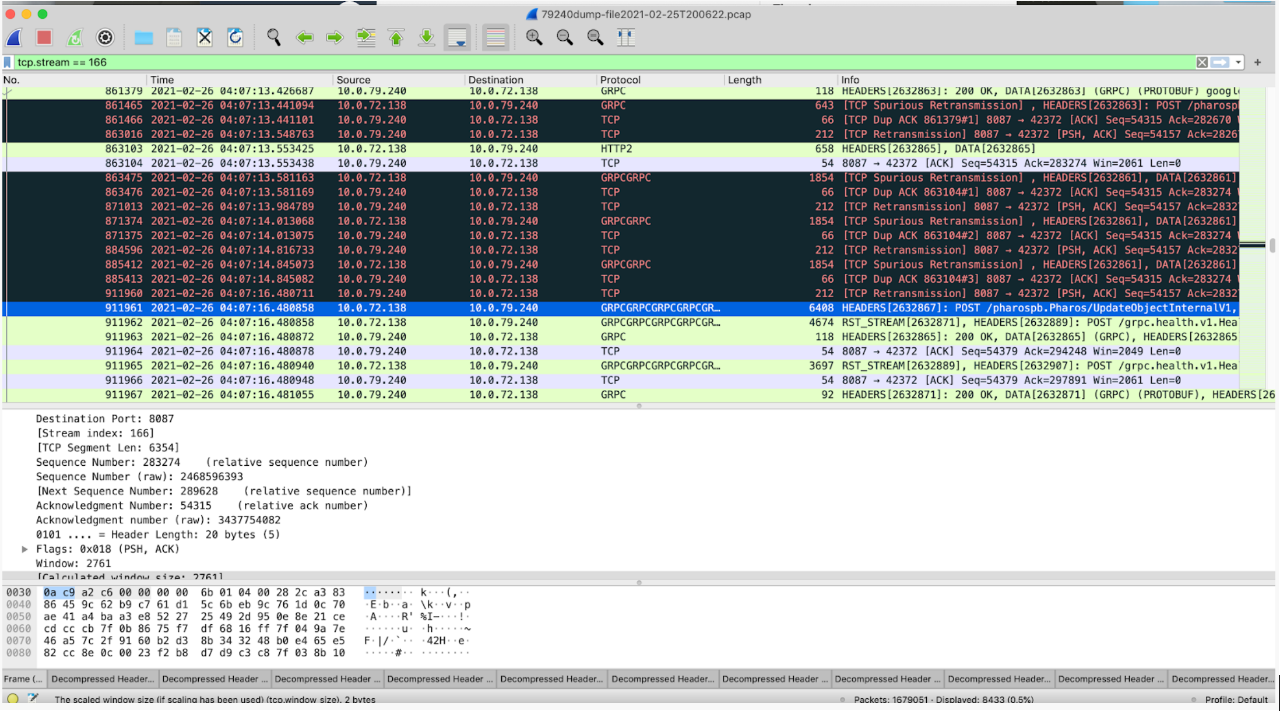 79240dump-file2021-02-25T200622.pcap
tcp.stream == 166
No. Time Source Destination Protocol Length Info
861379 2021-02-26 04:07:13.426687 10.0.79.240 10.0.72.138 GRPC 118 HEADERS[2632863]: 200 OK, DATA[2632863] (GRPC) (PROTOBUF) googl
861465 2021-02-26 04:07:13.441094 10.0.72.138 10.0.79.240 GRPC 643 [TCP Spurious Retransmission] , HEADERS[2632863]: POST /pharosp
861466 2021-02-26 04:07:13.441101 10.0.79.240 10.0.72.138 TCP 66 [TCP Dup ACK 861379#1] 8087 → 42372 [ACK] Seq=54315 Ack=282670
863016 2021-02-26 04:07:13.548763 10.0.79.240 10.0.72.138 TCP 212 [TCP Retransmission] 8087 → 42372 [PSH, ACK] Seq=54157 Ack=28267
863103 2021-02-26 04:07:13.553425 10.0.72.138 10.0.79.240 HTTP2 658 HEADERS[2632865], DATA[2632865]
863104 2021-02-26 04:07:13.553438 10.0.79.240 10.0.72.138 TCP 54 8087 → 42372 [ACK] Seq=54315 Ack=283274 Win=2061 Len=0
863475 2021-02-26 04:07:13.581163 10.0.72.138 10.0.79.240 GRPCGRPC 1854 [TCP Spurious Retransmission] , HEADERS[2632861], DATA[2632861]
863476 2021-02-26 04:07:13.581169 10.0.79.240 10.0.72.138 TCP 66 [TCP Dup ACK 863104#1] 8087 → 42372 [ACK] Seq=54315 Ack=283274
871013 2021-02-26 04:07:13.984789 10.0.79.240 10.0.72.138 TCP 212 [TCP Retransmission] 8087 → 42372 [PSH, ACK] Seq=54157 Ack=2832
871374 2021-02-26 04:07:14.013068 10.0.72.138 10.0.79.240 GRPCGRPC 1854 [TCP Spurious Retransmission] , HEADERS[2632861], DATA[2632861]
871375 2021-02-26 04:07:14.013075 10.0.79.240 10.0.72.138 TCP 66 [TCP Dup ACK 863104#2] 8087 → 42372 [ACK] Seq=54315 Ack=283274
884596 2021-02-26 04:07:14.816733 10.0.79.240 10.0.72.138 TCP 212 [TCP Retransmission] 8087 → 42372 [PSH, ACK] Seq=54157 Ack=2832
885412 2021-02-26 04:07:14.845073 10.0.72.138 10.0.79.240 GRPCGRPC 1854 [TCP Spurious Retransmission] , HEADERS[2632861], DATA[2632861]
885413 2021-02-26 04:07:14.845082 10.0.79.240 10.0.72.138 TCP 66 [TCP Dup ACK 863104#3] 8087 → 42372 [ACK] Seq=54315 Ack=283274
911960 2021-02-26 04:07:16.480711 10.0.79.240 10.0.72.138 TCP 212 [TCP Retransmission] 8087 → 42372 [PSH, ACK] Seq=54157 Ack=2832
911961 2021-02-26 04:07:16.480858 10.0.72.138 10.0.79.240 GRPCGRPCGRPCGRPCGR… 6408 HEADERS[2632867]: POST /pharospb.Pharos/UpdateObjectInternalV1,
911962 2021-02-26 04:07:16.480858 10.0.72.138 10.0.79.240 GRPCGRPCGRPCGRPCGR… 4674 RST_STREAM[2632871], HEADERS[2632889]: POST /grpc.health.v1.Hea
911963 2021-02-26 04:07:16.480872 10.0.79.240 10.0.72.138 GRPC 118 HEADERS[2632865]: 200 OK, DATA[2632865] (GRPC), HEADERS[2632865
911964 2021-02-26 04:07:16.480878 10.0.79.240 10.0.72.138 TCP 54 8087 → 42372 [ACK] Seq=54379 Ack=294248 Win=2049 Len=0
911965 2021-02-26 04:07:16.480940 10.0.72.138 10.0.79.240 GRPCGRPCGRPCGRPCGR… 3697 RST_STREAM[2632889], HEADERS[2632907]: POST /grpc.health.v1.Hea
911966 2021-02-26 04:07:16.480948 10.0.79.240 10.0.72.138 TCP 54 8087 → 42372 [ACK] Seq=54379 Ack=297891 Win=2061 Len=0
911967 2021-02-26 04:07:16.481055 10.0.79.240 10.0.72.138 GRPC 92 HEADERS[2632871]: 200 OK, DATA[2632871] (GRPC) (PROTOBUF), HEADERS[26
Destination Port: 8087
[Stream index: 166]
[TCP Segment Len: 6354]
Sequence Number: 283274 (relative sequence number)
Sequence Number (raw): 2468596393
[Next Sequence Number: 289628 (relative sequence number)]
Acknowledgment Number: 54315 (relative ack number)
Acknowledgment number (raw): 3437754082
0101 .... = Header Length: 20 bytes (5)
Flags: 0x018 (PSH, ACK)
Window: 2761
[Calculated window size: 2761]
0030 0a c9 a2 c6 00 00 00 00 6b 01 04 00 28 2c a3 83 ········ k···(,··
0040 86 45 9c 62 b9 c7 61 d1 5c 6b eb 9c 76 1d 0c 70 ·E·b··a· \k··v··p
0050 ae 41 a4 ba a3 e8 52 27 25 49 2d 95 0e 8e 21 ce ·A····R' %I-···!·
0060 cd cc cb 7f 0b 86 75 f7 df 68 16 ff 7f 04 9a 7e ······u· ·h·····~
0070 46 a5 7c 2f 91 60 b2 d3 8b 34 32 48 b0 e4 65 e5 F·|/·`·· ·42H··e·
0080 82 cc 8e 0c 00 23 f2 b8 d7 d9 c3 c8 7f 03 8b 10 ·····#·· ········
Frame (... Decompressed Header... Decompressed Header ... Decompressed Header ... Decompressed Header... Decompressed Header... Decompressed Header... Decompressed Header ... Decompressed Header... Decompressed Header... Decompressed Header ... Decompressed Header...
The scaled window size (if scaling has been used) (tcp.window_size), 2 bytes Packets: 1679051 · Displayed: 8433 (0.5%) Profile: Default